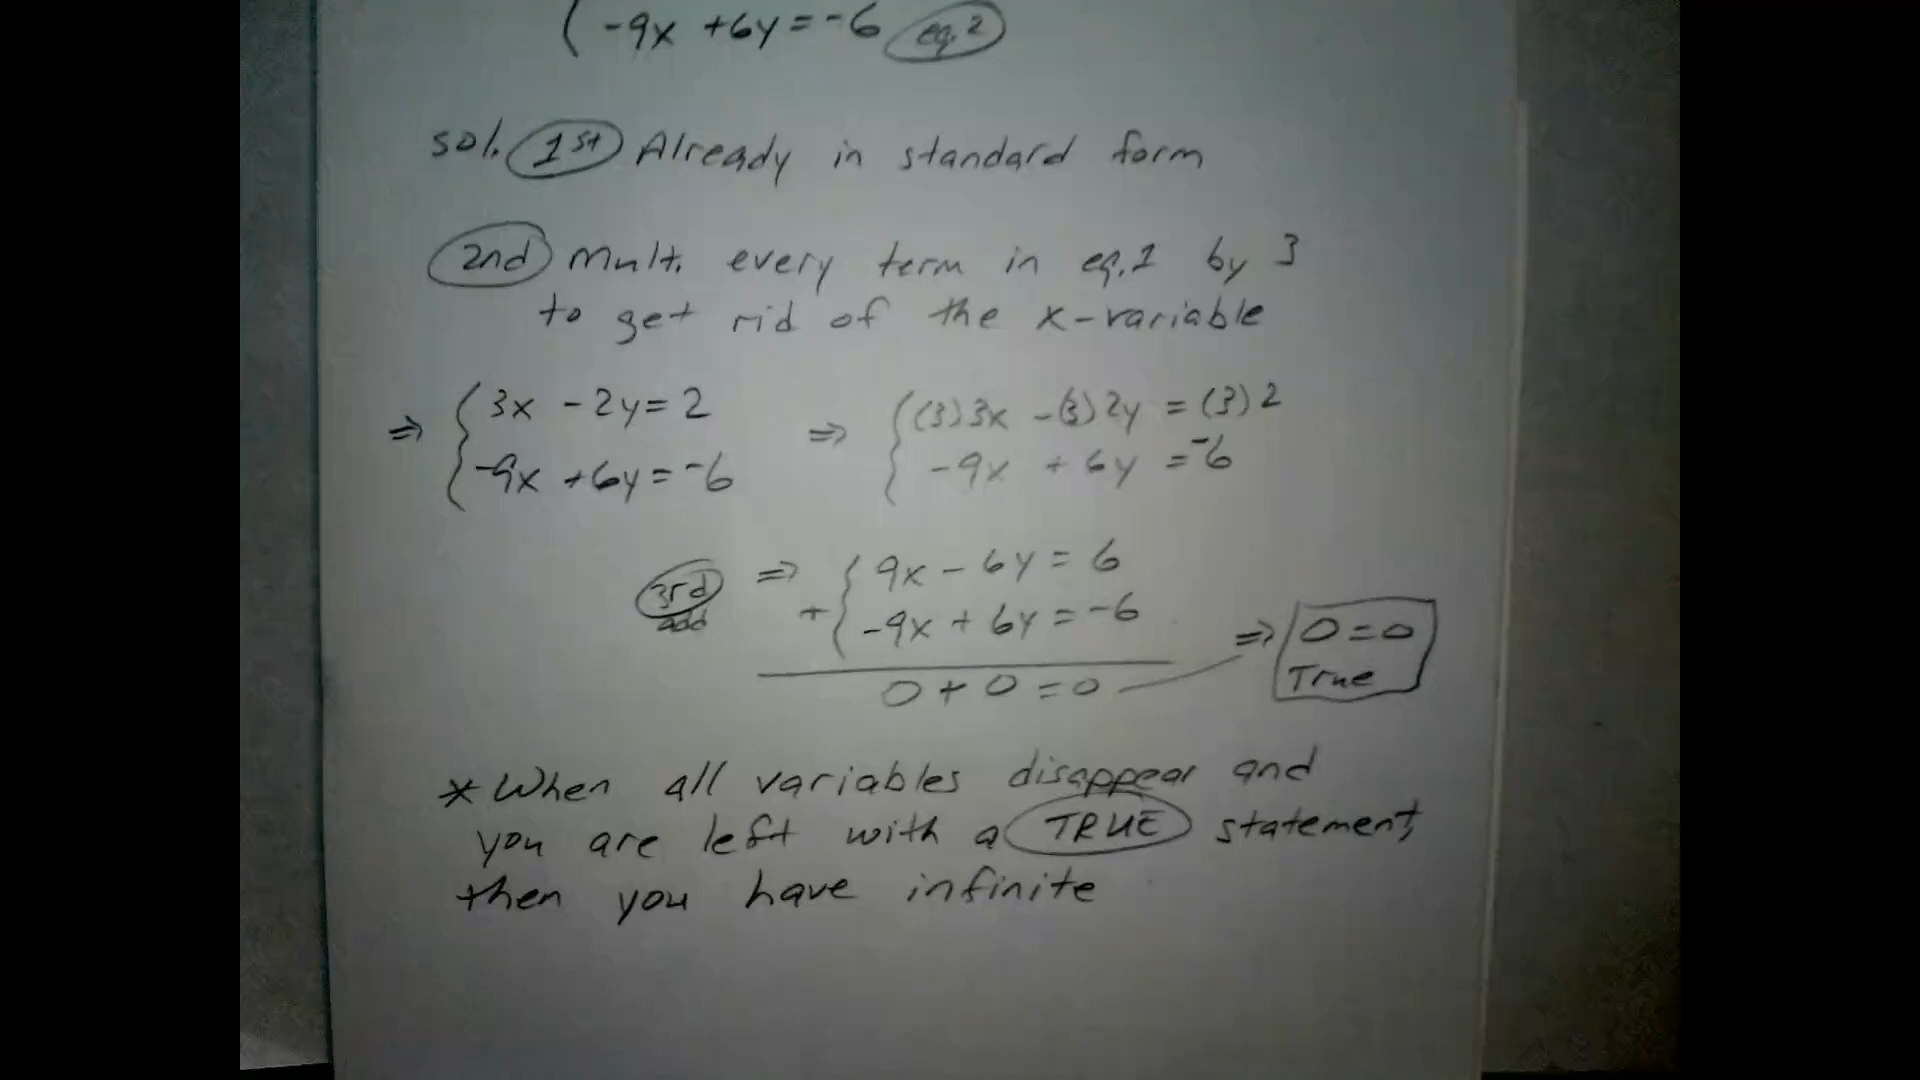 { -9x +6y = -6 eq.2
sol. 1st Already in standard form
2nd Mult. every term in eq.1 by 3
to get rid of the x-variable
⇒ { 3x - 2y = 2 ⇒ { (3)3x - (3)2y = (3)2
-9x +6y = -6 -9x + 6y = -6
3rd ⇒ { 9x - 6y = 6
add + -9x + 6y = -6
0 + 0 = 0 ⇒ 0 = 0
True
* When all variables disappear and
you are left with a TRUE statement,
then you have infinite